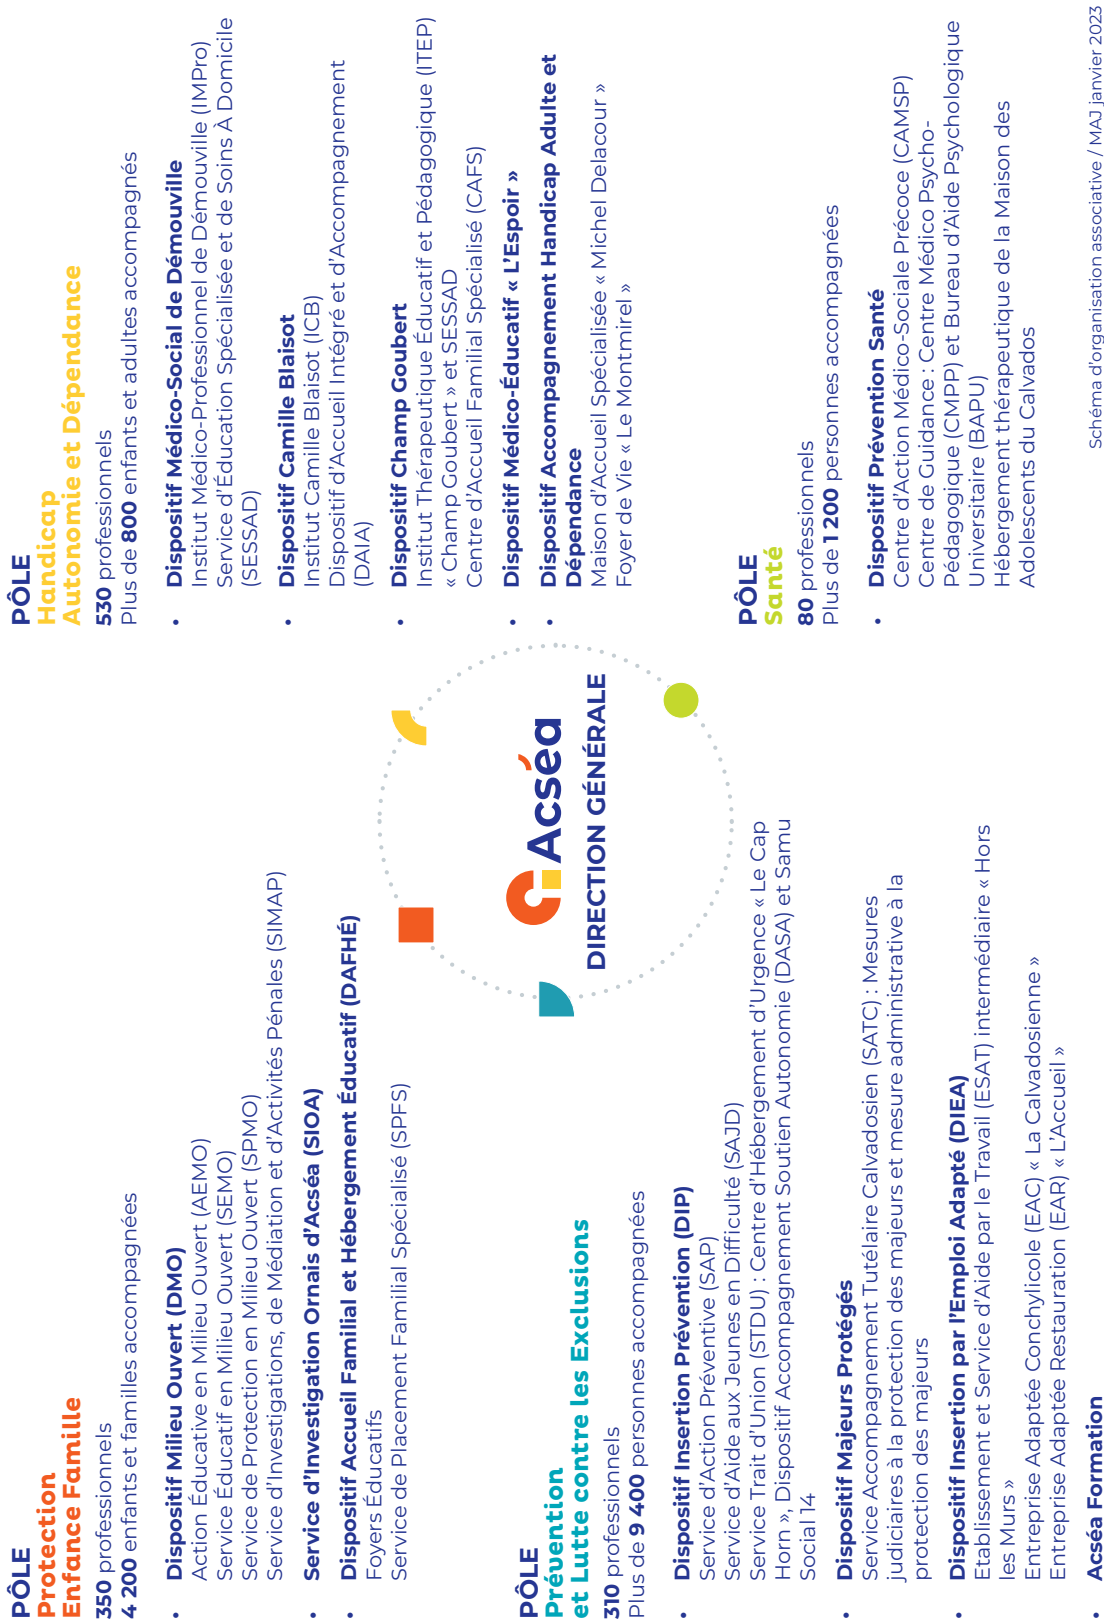 PÔLE
Protection
Enfance Famille
350 professionnels
4 200 enfants et familles accompagnées
• Dispositif Milieu Ouvert (DMO)
Action Éducative en Milieu Ouvert (AEMO)
Service Éducatif en Milieu Ouvert (SEMO)
Service de Protection en Milieu Ouvert (SPMO)
Service d'Investigations, de Médiation et d'Activités Pénales (SIMAP)
• Service d'Investigation Ornais d'Acséa (SIOA)
• Dispositif Accueil Familial et Hébergement Éducatif (DAFHÉ)
Foyers Éducatifs
Service de Placement Familial Spécialisé (SPFS)
PÔLE
Handicap
Autonomie et Dépendance
530 professionnels
Plus de 800 enfants et adultes accompagnés
• Dispositif Médico-Social de Démouville
Institut Médico-Professionnel de Démouville (IMPro)
Service d'Éducation Spécialisée et de Soins À Domicile
(SESSAD)
• Dispositif Camille Blaisot
Institut Camille Blaisot (ICB)
Dispositif d'Accueil Intégré et d'Accompagnement
(DAIA)
• Dispositif Champ Goubert
Institut Thérapeutique Éducatif et Pédagogique (ITEP)
« Champ Goubert » et SESSAD
Centre d'Accueil Familial Spécialisé (CAFS)
• Dispositif Médico-Éducatif « L'Espoir »
• Dispositif Accompagnement Handicap Adulte et
Dépendance
Maison d'Accueil Spécialisée « Michel Delacour »
Foyer de Vie « Le Montmirel »
Acséa
DIRECTION GÉNÉRALE
PÔLE
Prévention
et Lutte contre les Exclusions
310 professionnels
Plus de 9 400 personnes accompagnées
• Dispositif Insertion Prévention (DIP)
Service d'Action Préventive (SAP)
Service d'Aide aux Jeunes en Difficulté (SAJD)
Service Trait d'Union (STDU) : Centre d'Hébergement d'Urgence « Le Cap
Horn », Dispositif Accompagnement Soutien Autonomie (DASA) et Samu
Social 14
• Dispositif Majeurs Protégés
Service Accompagnement Tutélaire Calvadosien (SATC) : Mesures
judiciaires à la protection des majeurs et mesure administrative à la
protection des majeurs
• Dispositif Insertion par l'Emploi Adapté (DIEA)
Etablissement et Service d'Aide par le Travail (ESAT) intermédiaire « Hors
les Murs »
Entreprise Adaptée Conchylicole (EAC) « La Calvadosienne »
Entreprise Adaptée Restauration (EAR) « L'Accueil »
• Acséa Formation
PÔLE
Santé
80 professionnels
Plus de 1 200 personnes accompagnées
• Dispositif Prévention Santé
Centre d'Action Médico-Sociale Précoce (CAMSP)
Centre de Guidance : Centre Médico Psycho-
Pédagogique (CMPP) et Bureau d'Aide Psychologique
Universitaire (BAPU)
Hébergement thérapeutique de la Maison des
Adolescents du Calvados
Schéma d'organisation associative / MAJ janvier 2023